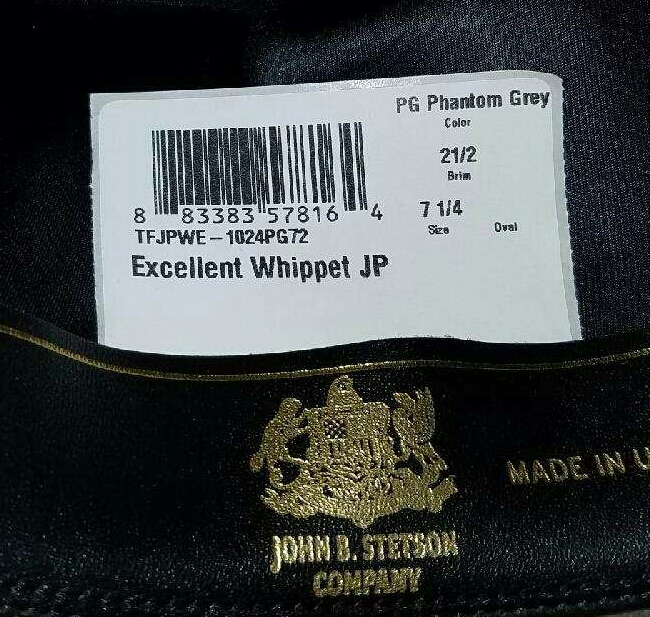 PG Phantom Grey
Color
21/2
Brim
7 1/4
Size Oval
8 83383 57816 4
TFJPWE-1024PG72
Excellent Whippet JP
MADE IN U
JOHN B. STETSON
COMPANY